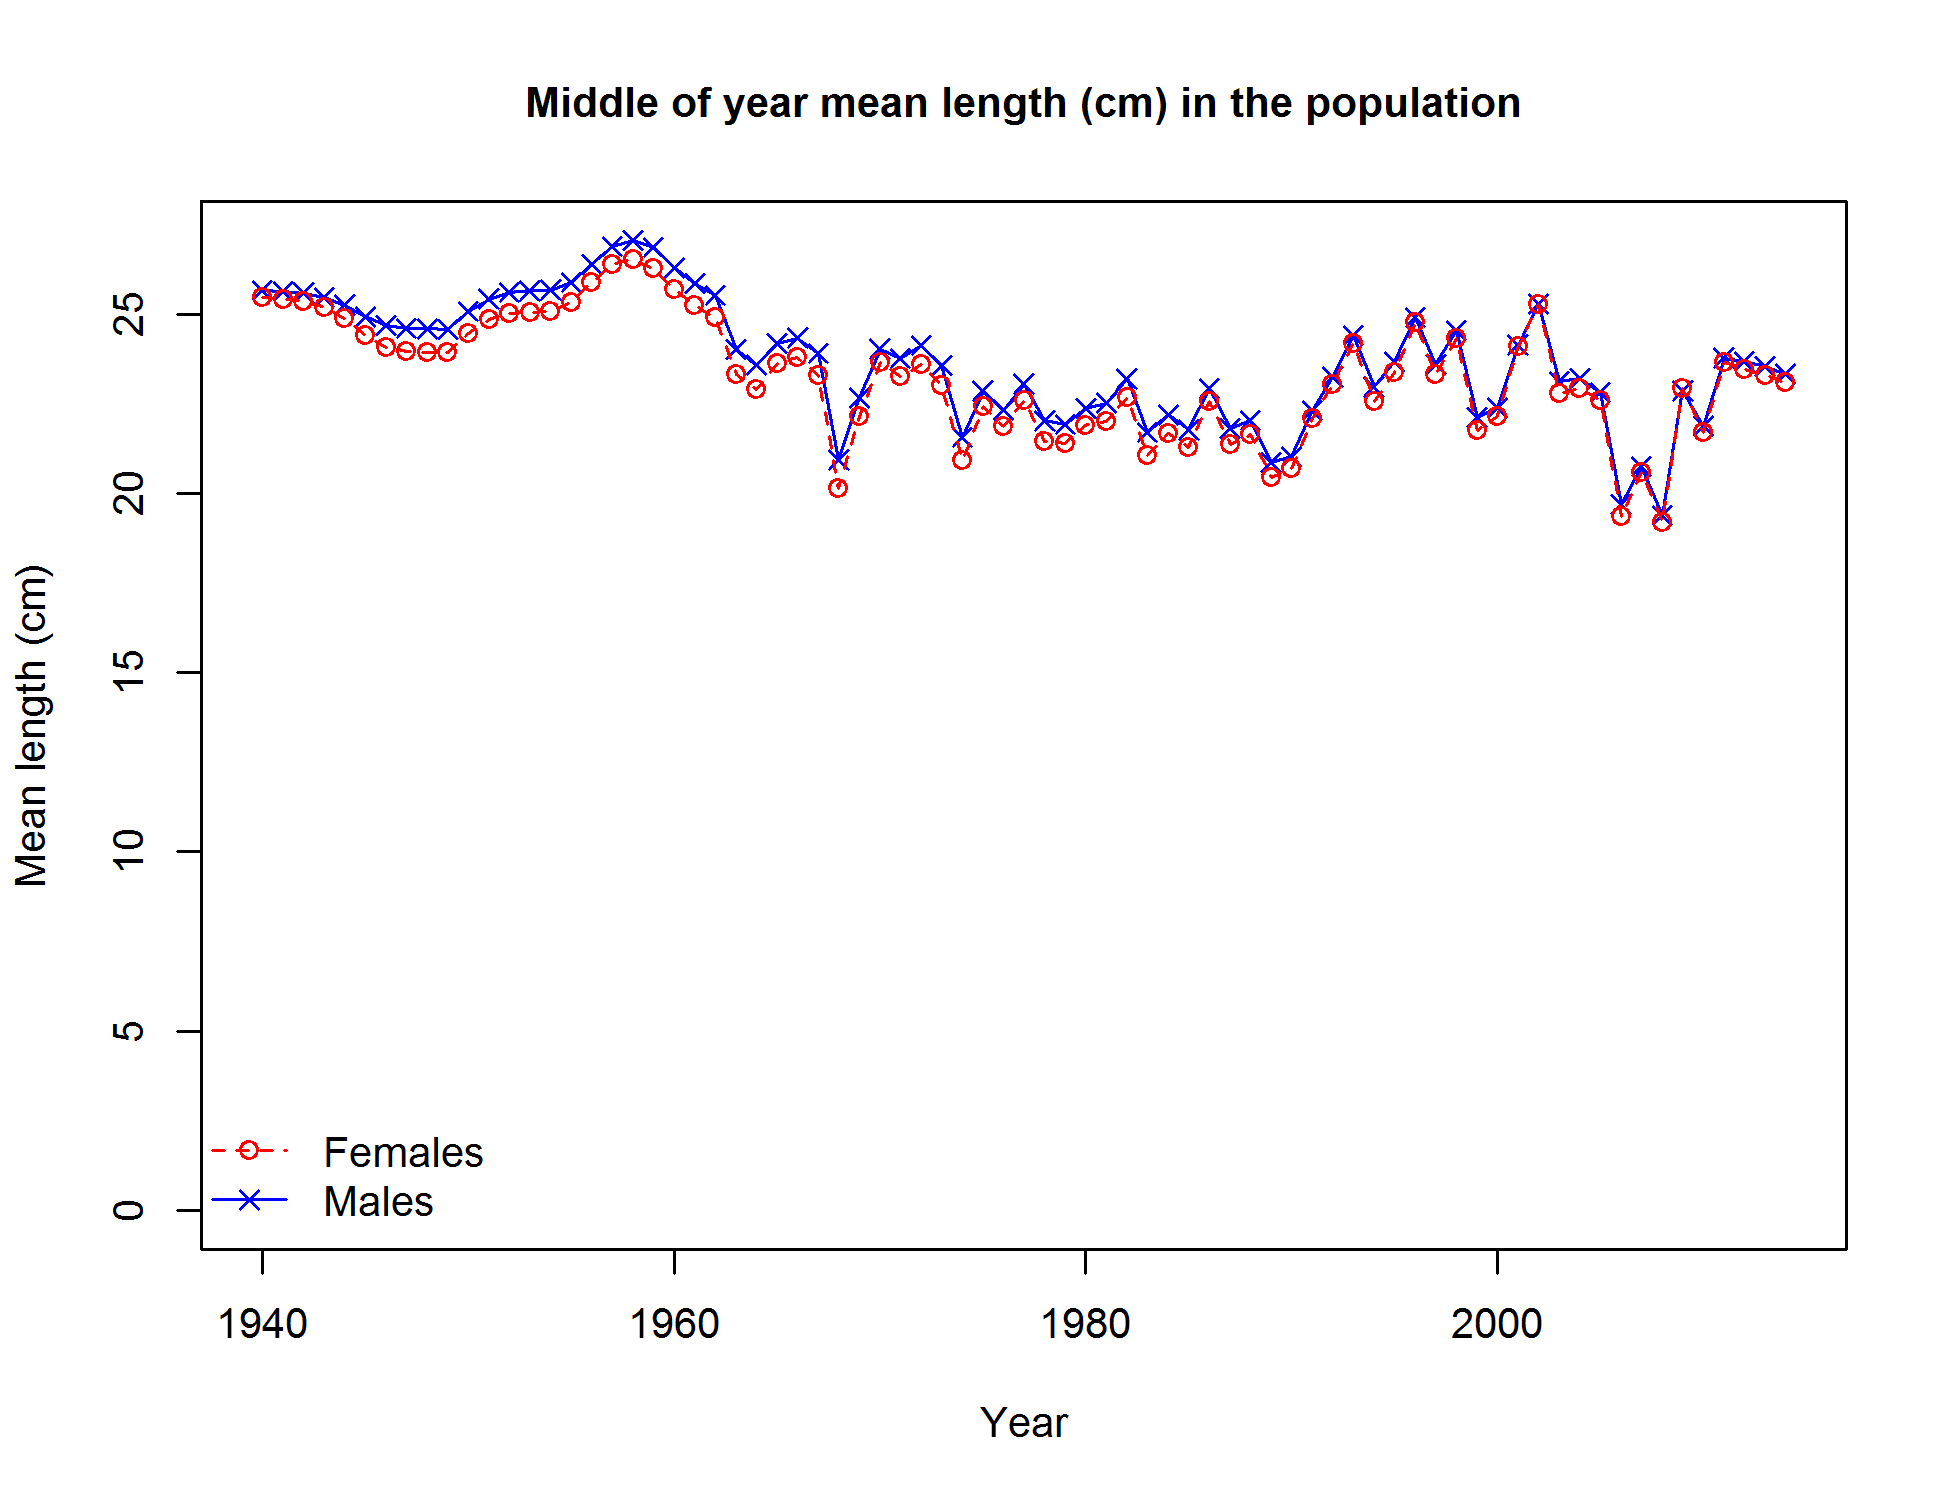 Middle of year mean length (cm) in the population
Mean length (cm)
25
20
15
10
5
0
Females
Males
1940 1960 1980 2000
Year